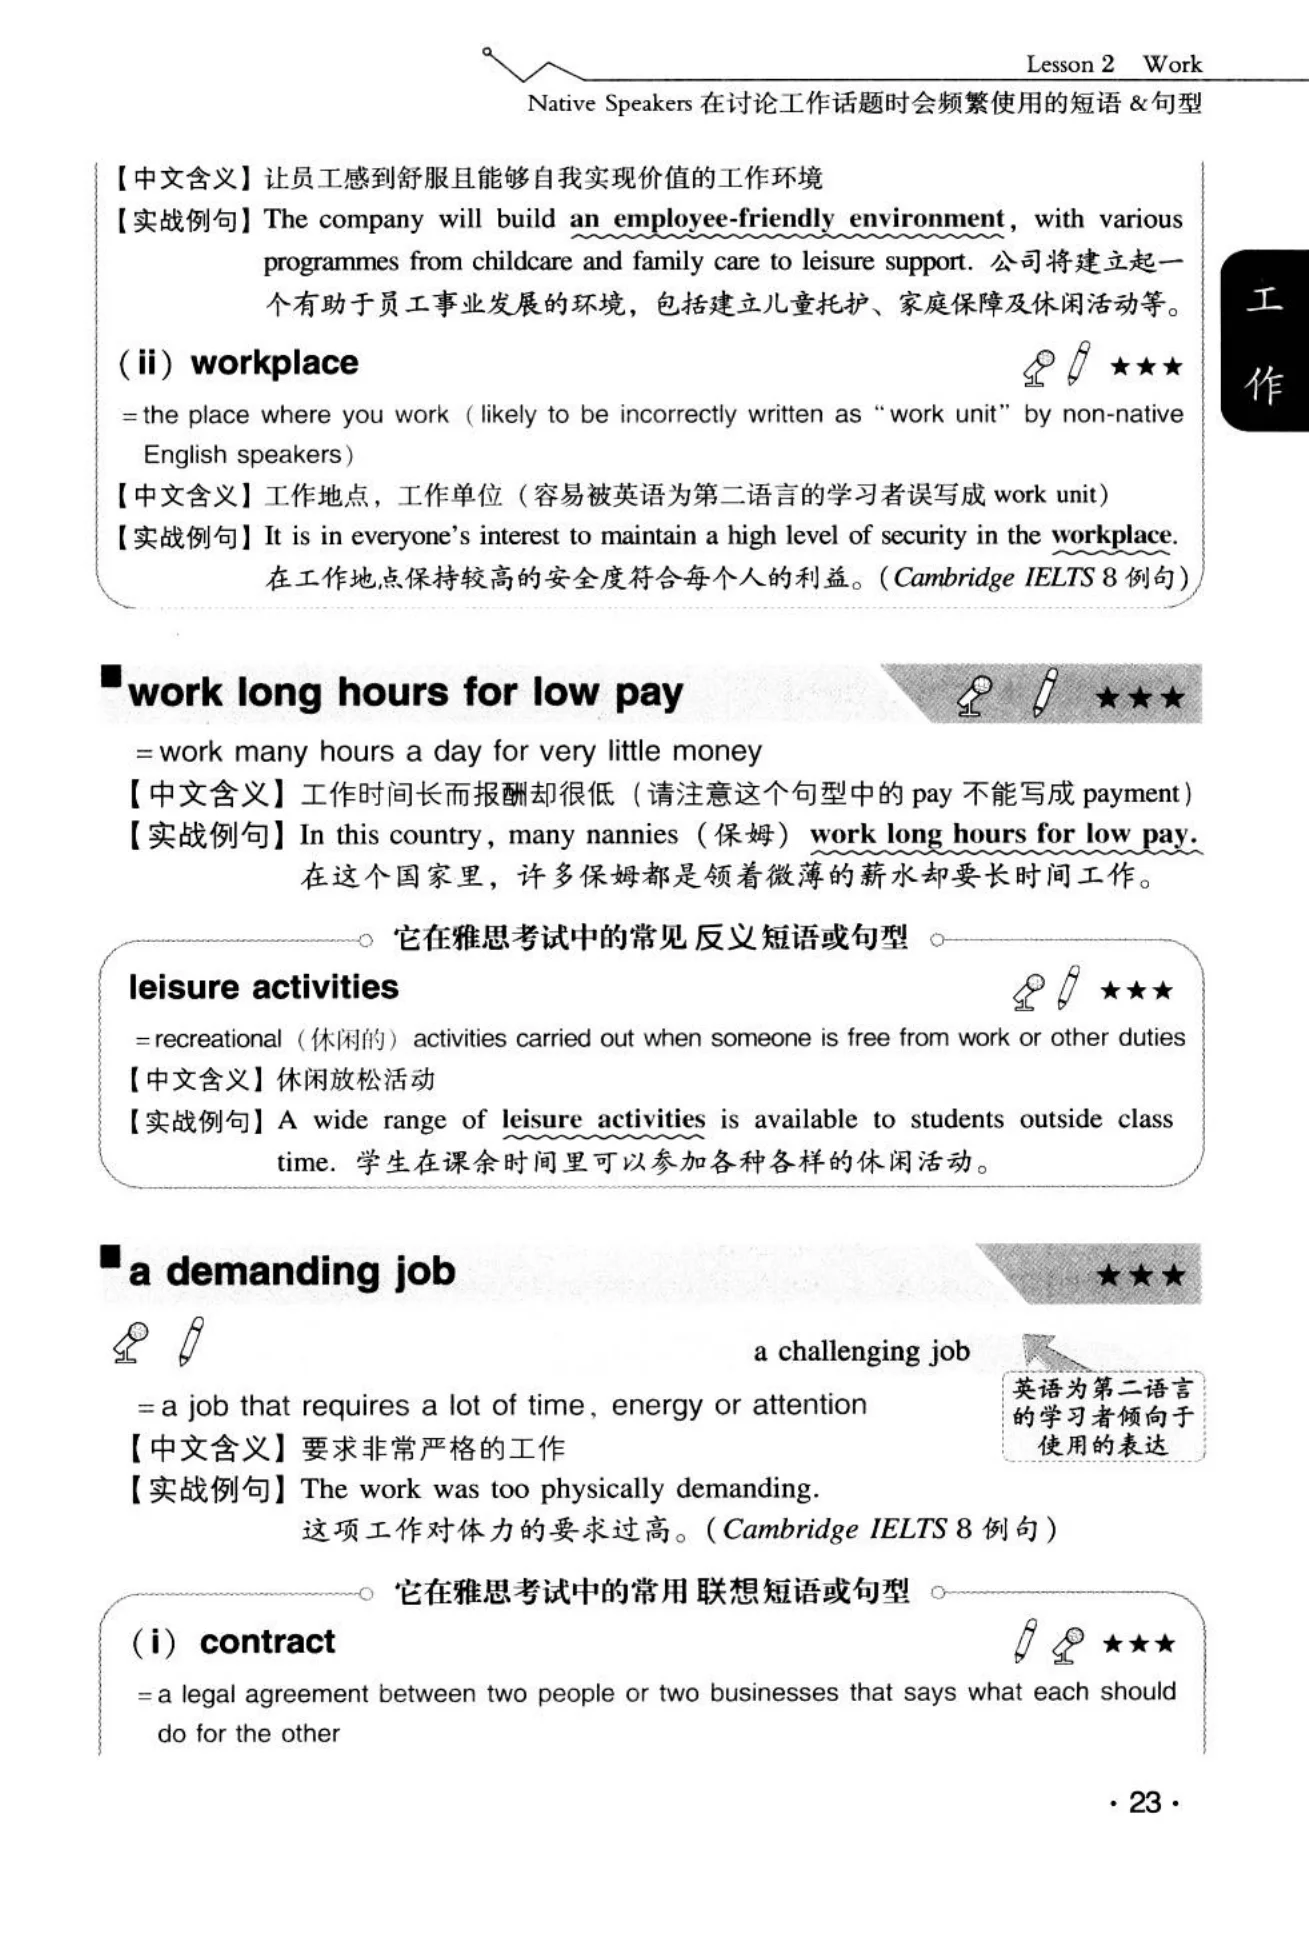 Lesson 2 Work
Native Speakers 在讨论工作话题时会频繁使用的短语 &句型
【中文含义】让员工感到舒服且能够自我实现价值的工作环境
【实战例句】The company will build an employee-friendly environment, with various
programmes from childcare and family care to leisure support. 公司将建立起一
个有助于员工事业发展的环境，包括建立儿童托护、家庭保障及休闲活动等。
工作
(ii) workplace ★★★
=the place where you work (likely to be incorrectly written as “work unit” by non-native
English speakers)
【中文含义】工作地点，工作单位（容易被英语为第二语言的学习者误写成 work unit）
【实战例句】It is in everyone's interest to maintain a high level of security in the workplace.
在工作地点保持较高的安全度符合每个人的利益。(Cambridge IELTS 8 例句)
■work long hours for low pay ★★★
=work many hours a day for very little money
【中文含义】工作时间长而报酬却很低（请注意这个句型中的 pay 不能写成 payment）
【实战例句】In this country, many nannies （保姆） work long hours for low pay.
在这个国家里，许多保姆都是领着微薄的薪水却要长时间工作。
它在雅思考试中的常见 反义 短语或句型
leisure activities ★★★
=recreational（休闲的）activities carried out when someone is free from work or other duties
【中文含义】休闲放松活动
【实战例句】A wide range of leisure activities is available to students outside class
time. 学生在课余时间里可以参加各种各样的休闲活动。
■a demanding job ★★★
a challenging job
英语为第二语言
的学习者倾向于
使用的表达
=a job that requires a lot of time, energy or attention
【中文含义】要求非常严格的工作
【实战例句】The work was too physically demanding.
这项工作对体力的要求过高。(Cambridge IELTS 8 例句)
它在雅思考试中的常用 联想 短语或句型
(i) contract ★★★
=a legal agreement between two people or two businesses that says what each should
do for the other
·23·